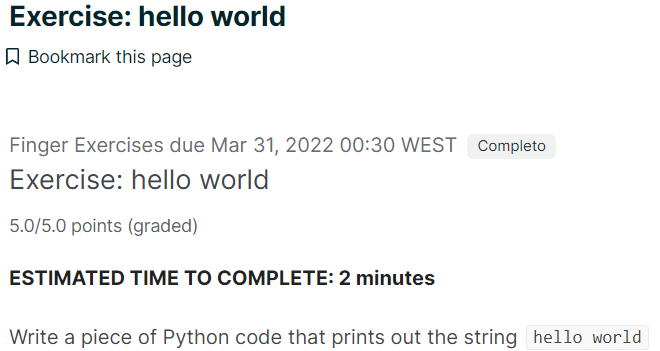 Exercise: hello world
Bookmark this page
Finger Exercises due Mar 31, 2022 00:30 WEST Completo
Exercise: hello world
5.0/5.0 points (graded)
ESTIMATED TIME TO COMPLETE: 2 minutes
Write a piece of Python code that prints out the string hello world